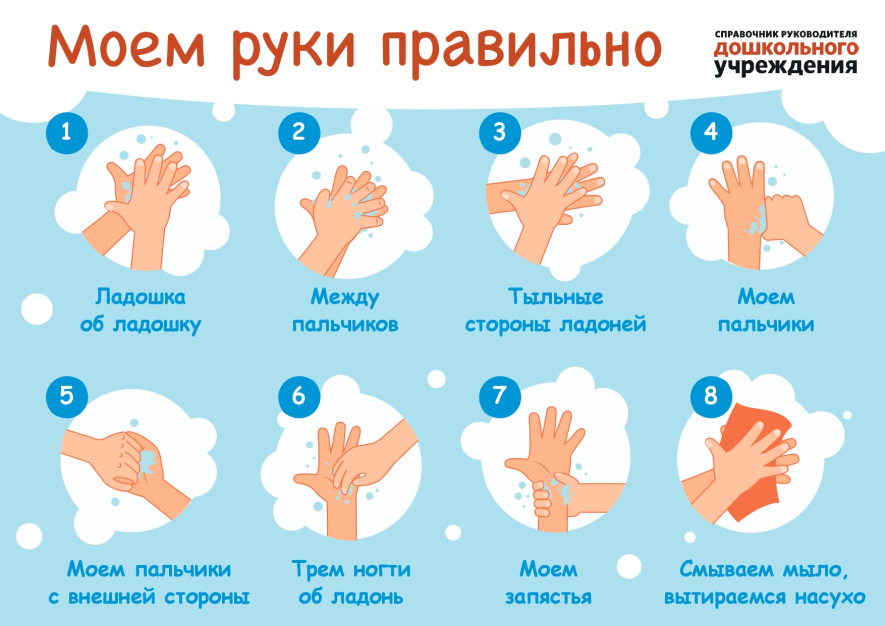 Моем руки правильно
СПРАВОЧНИК РУКОВОДИТЕЛЯ
ДОШКОЛЬНОГО
учреждения
1
Ладошка
об ладошку
2
Между
пальчиков
3
Тыльные
стороны ладоней
4
Моем
пальчики
5
Моем пальчики
с внешней стороны
6
Трем ногти
об ладонь
7
Моем
запястья
8
Смываем мыло,
вытираемся насухо